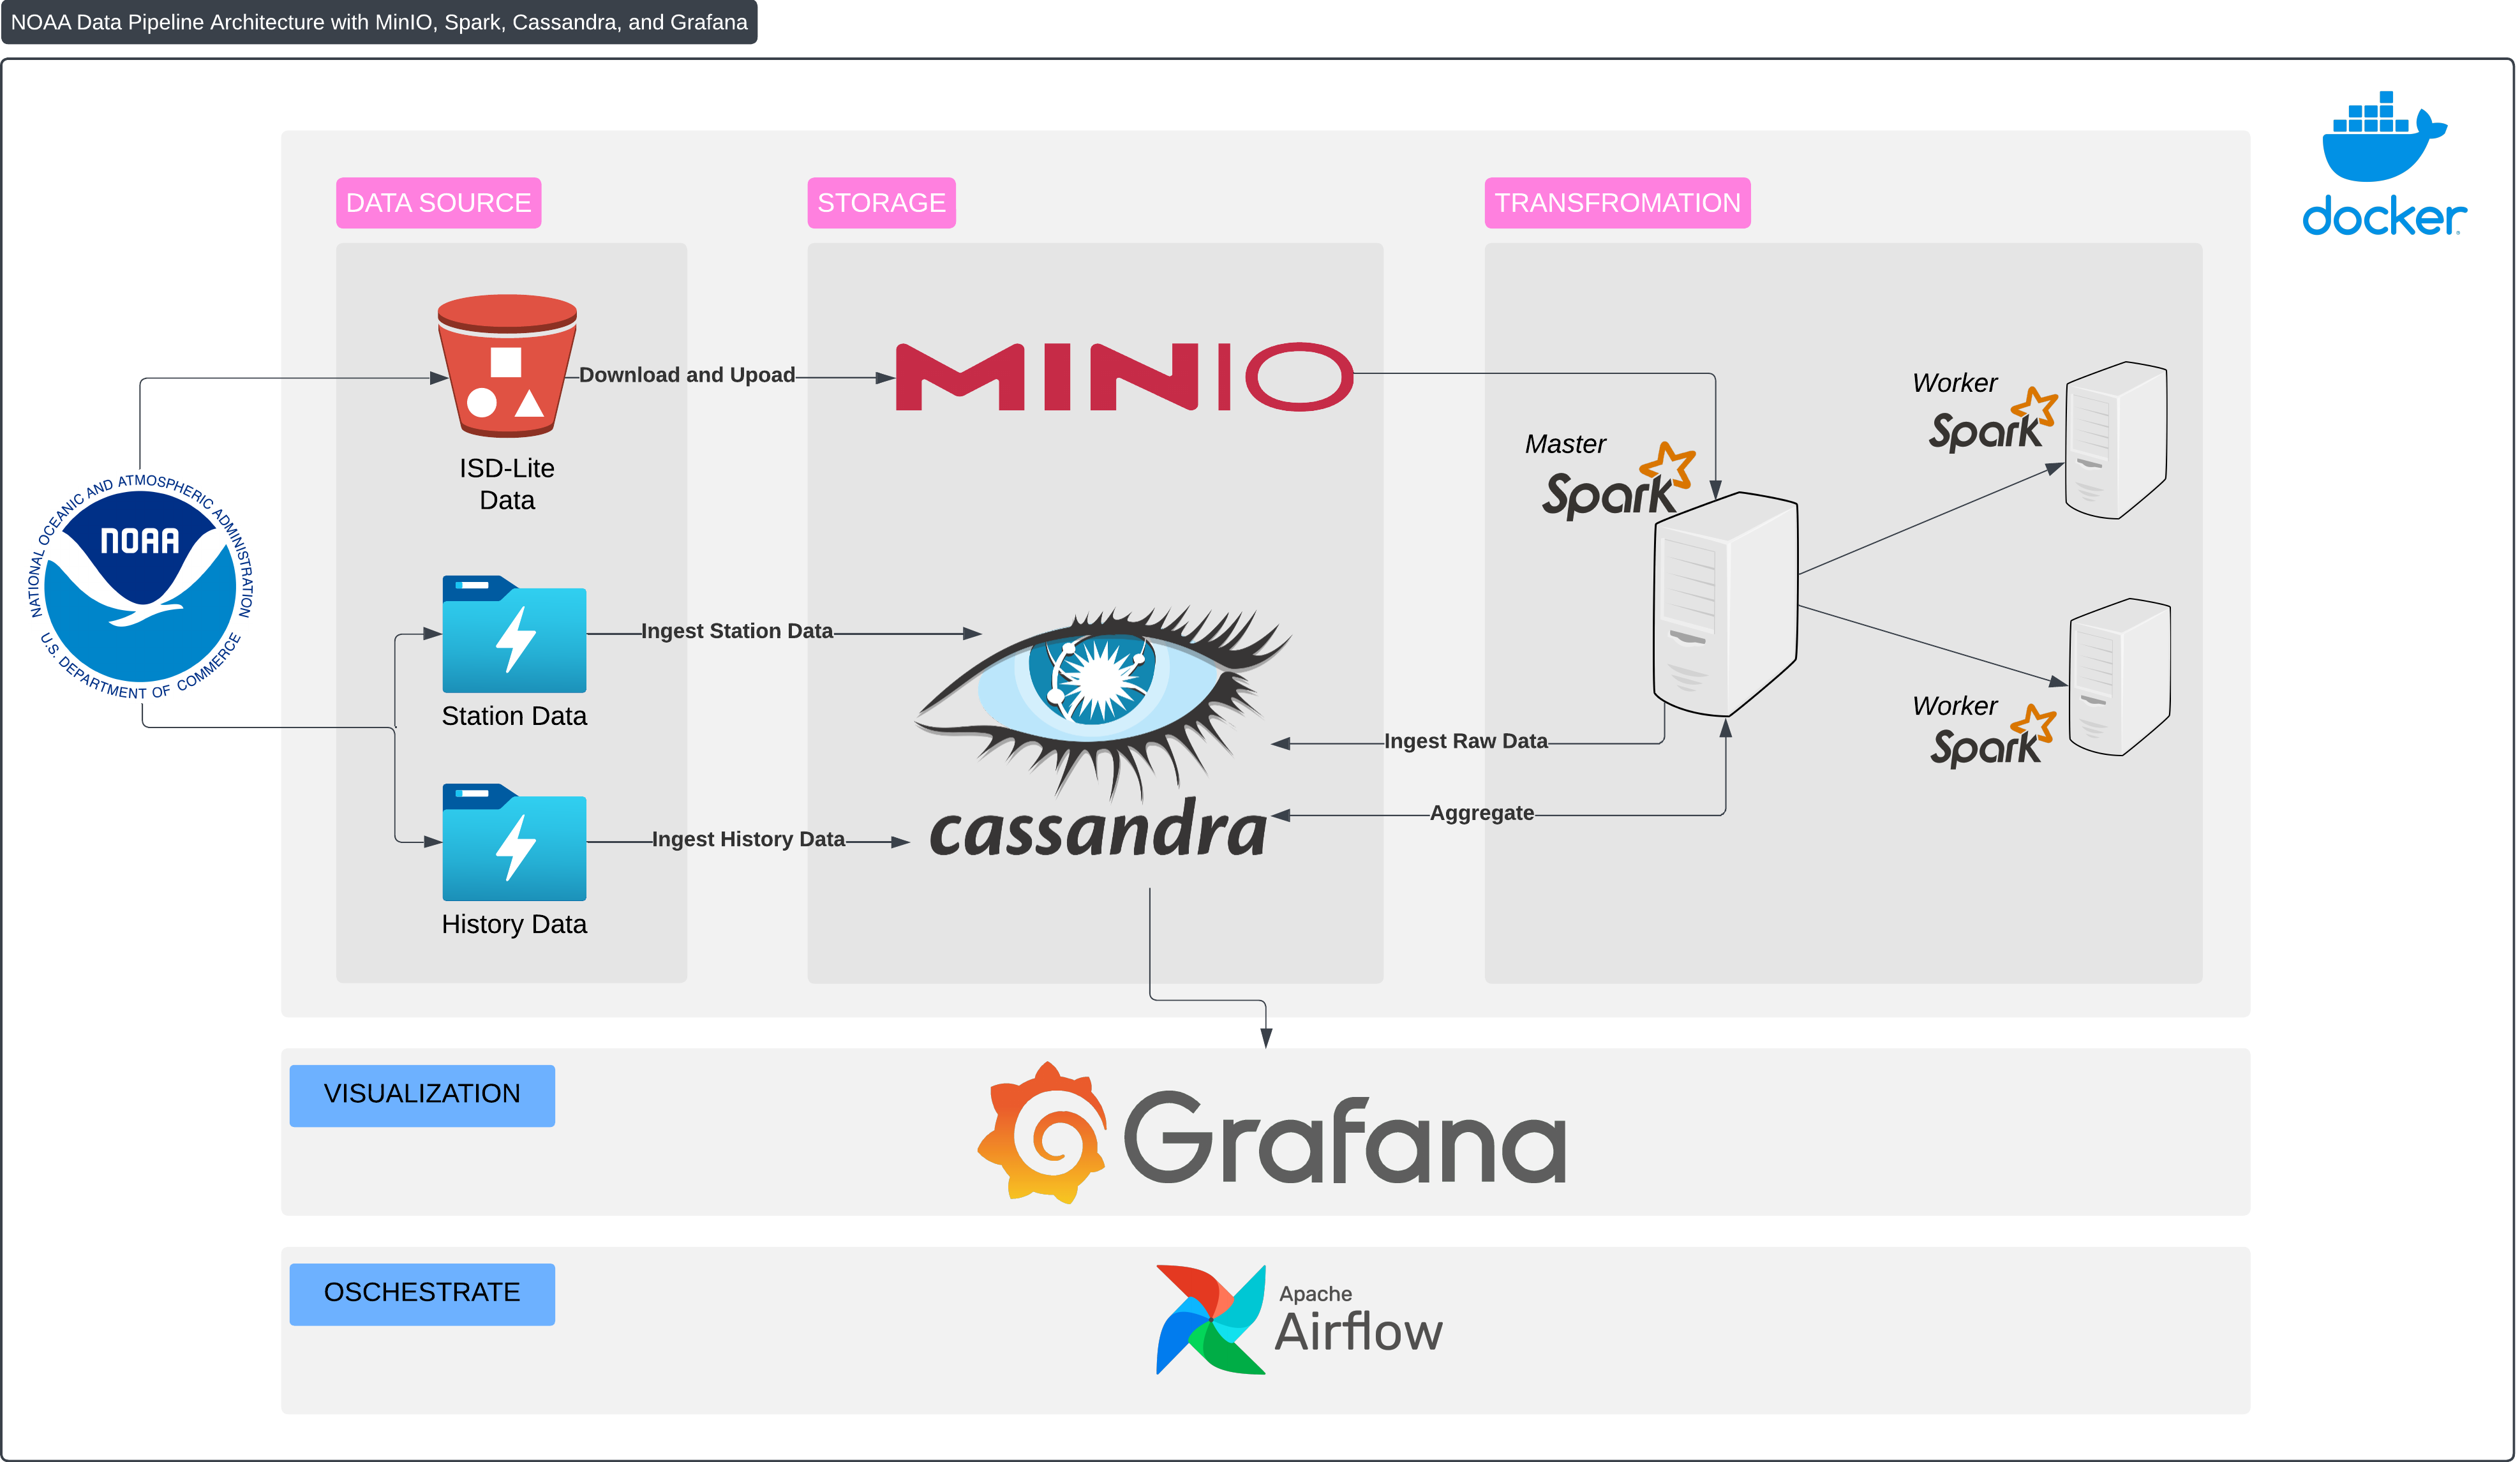 NOAA Data Pipeline Architecture with MinIO, Spark, Cassandra, and Grafana
docker
DATA SOURCE
STORAGE
TRANSFROMATION
Download and Upoad
MINIO
Worker
Spark
Master
Spark
ISD-Lite
Data
NATIONAL OCEANIC AND ATMOSPHERIC ADMINISTRATION
NOAA
U.S. DEPARTMENT OF COMMERCE
Ingest Station Data
Station Data
Worker
Spark
Ingest Raw Data
Aggregate
cassandra
Ingest History Data
History Data
VISUALIZATION
Grafana
OSCHESTRATE
Apache
Airflow